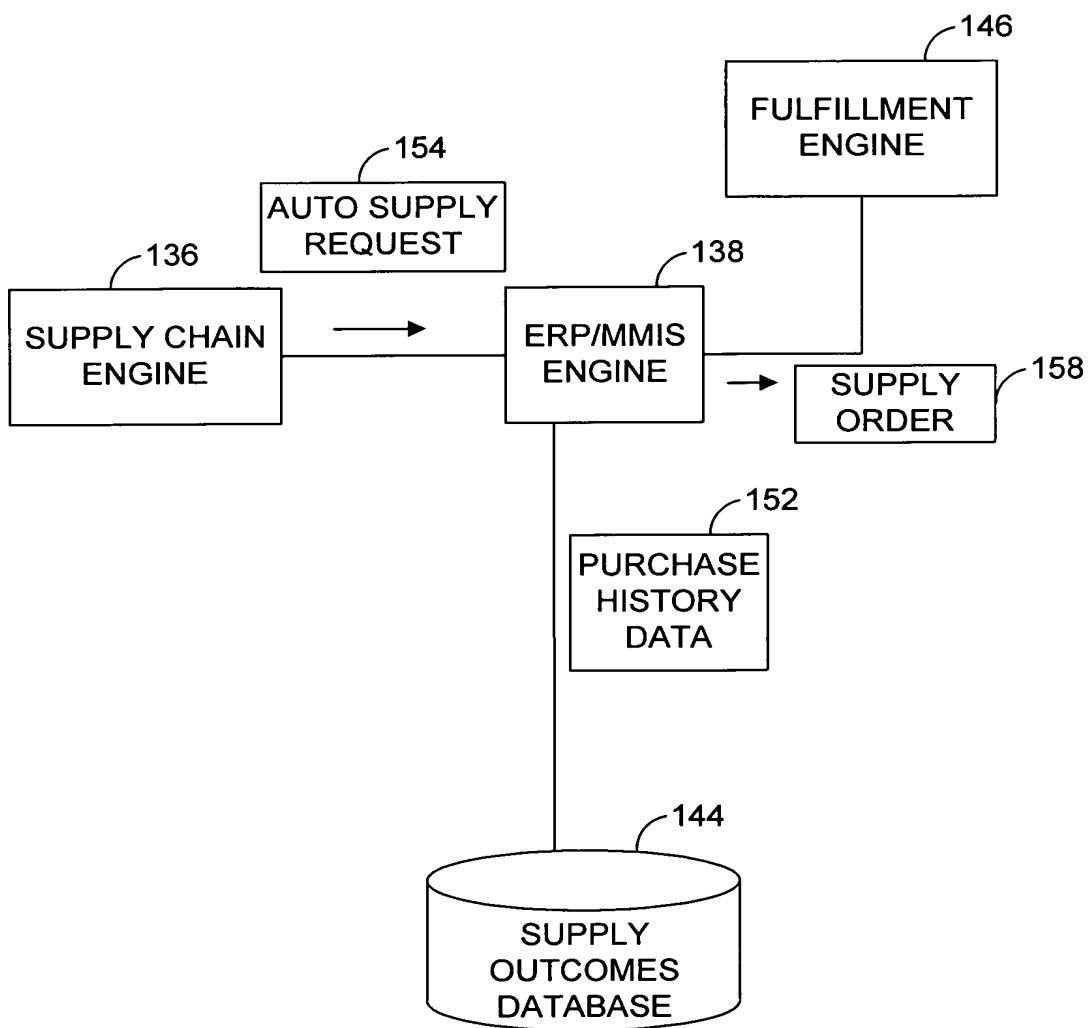 146
FULFILLMENT
ENGINE
154
AUTO SUPPLY
REQUEST
136
SUPPLY CHAIN
ENGINE
138
ERP/MMIS
ENGINE
SUPPLY
ORDER
158
152
PURCHASE
HISTORY
DATA
144
SUPPLY
OUTCOMES
DATABASE